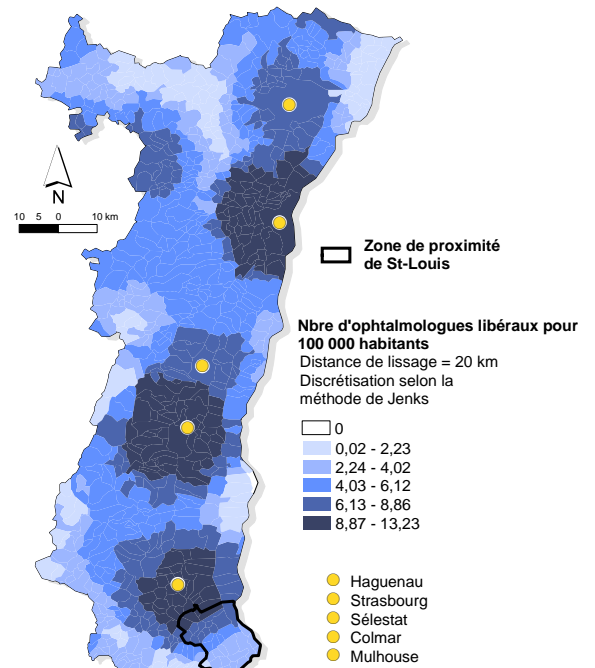 N
10 5 0 10 km
Zone de proximité
de St-Louis
Nbre d'ophtalmologues libéraux pour
100 000 habitants
Distance de lissage = 20 km
Discrétisation selon la
méthode de Jenks
0
0,02 - 2,23
2,24 - 4,02
4,03 - 6,12
6,13 - 8,86
8,87 - 13,23
Haguenau
Strasbourg
Sélestat
Colmar
Mulhouse